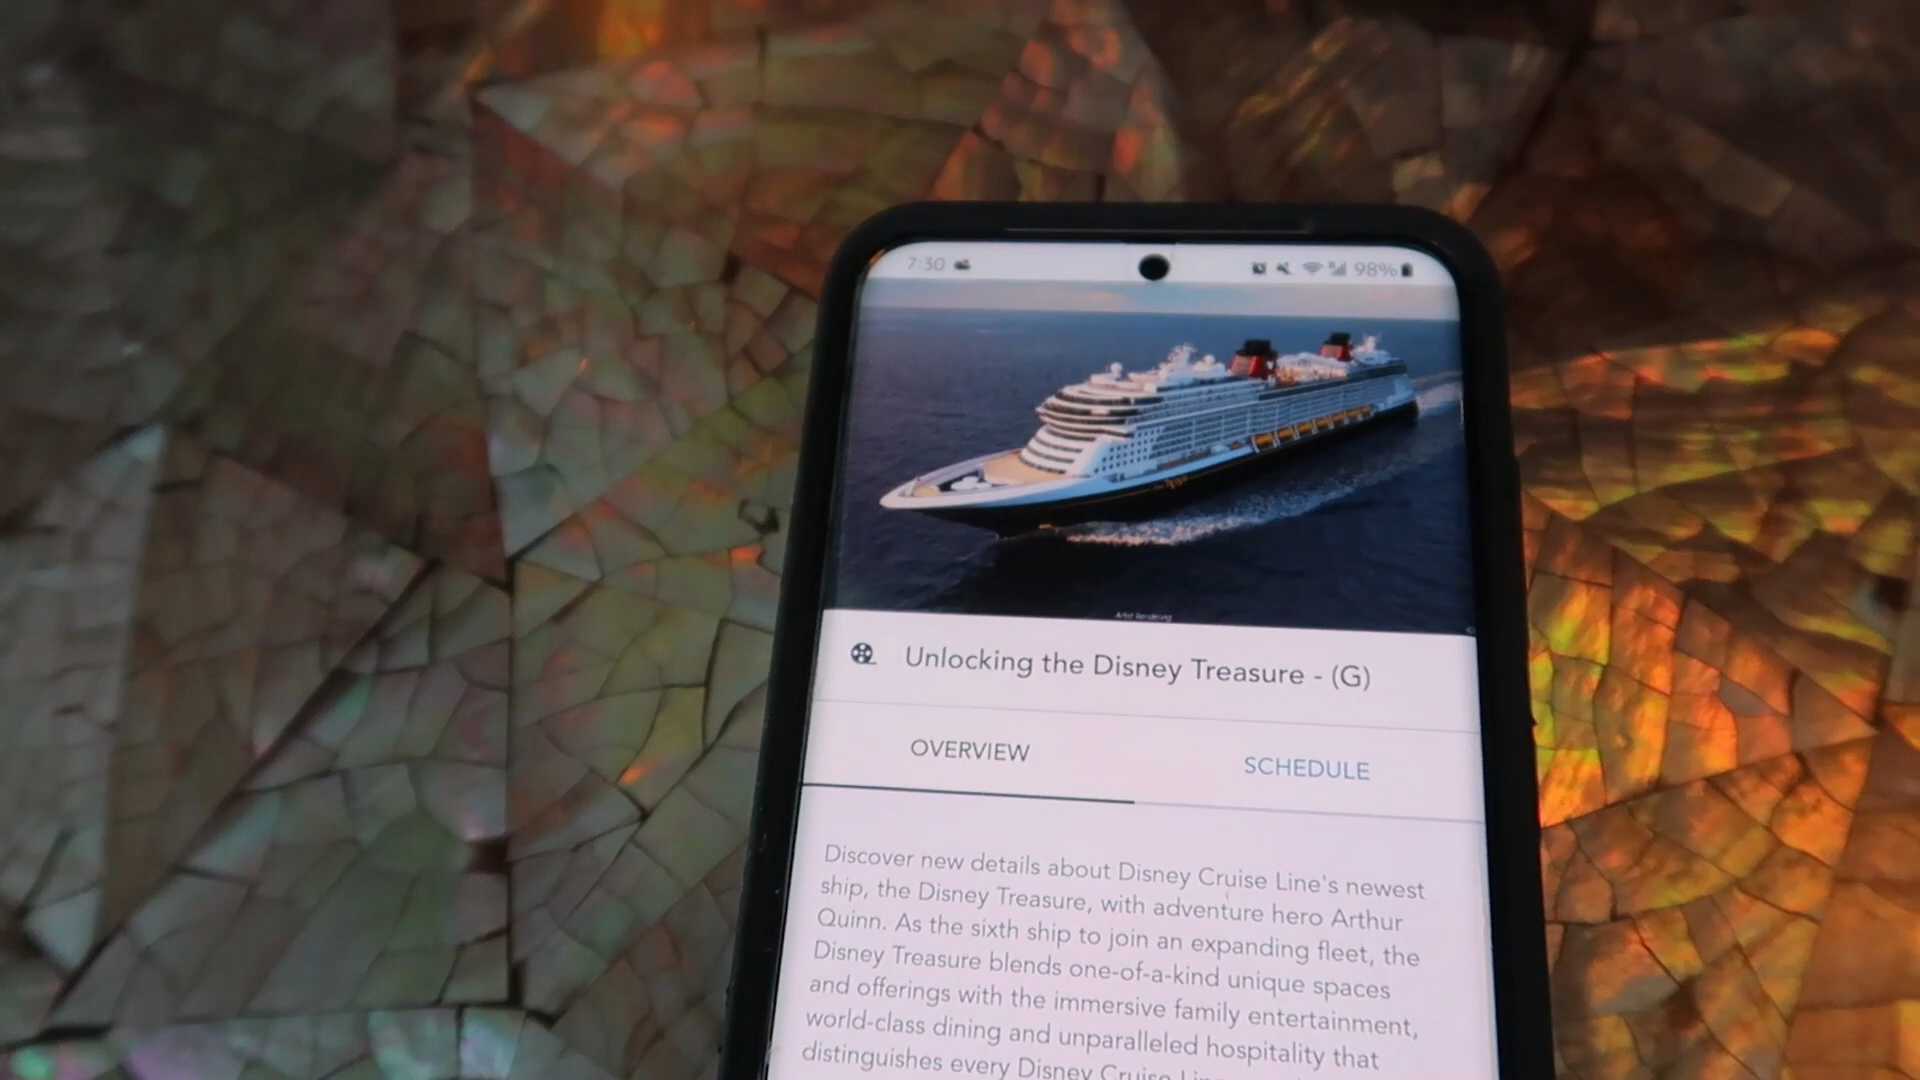 7:30
98%
Artist Rendering
Unlocking the Disney Treasure - (G)
OVERVIEW
SCHEDULE
Discover new details about Disney Cruise Line's newest
ship, the Disney Treasure, with adventure hero Arthur
Quinn. As the sixth ship to join an expanding fleet, the
Disney Treasure blends one-of-a-kind unique spaces
and offerings with the immersive family entertainment,
world-class dining and unparalleled hospitality that
distinguishes every Disney Cruise